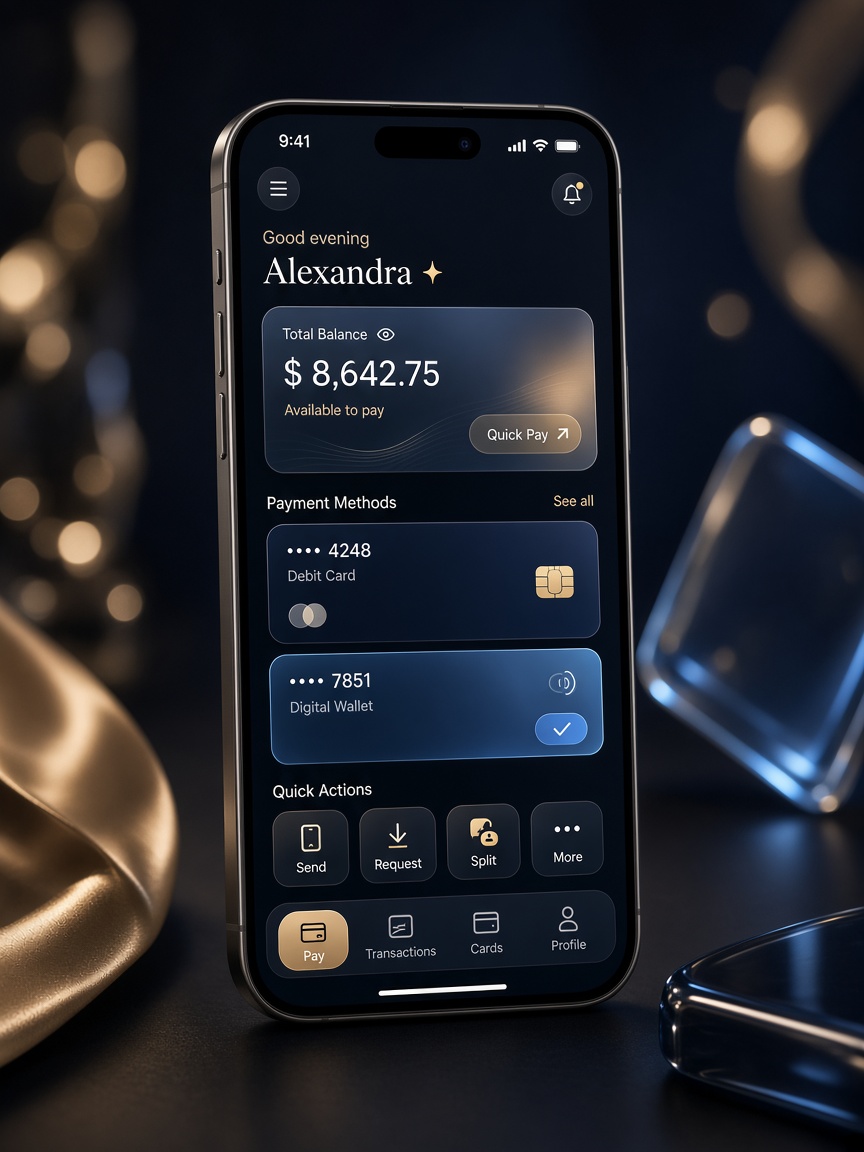 9:41
Good evening
Alexandra
Total Balance
$ 8,642.75
Available to pay
Quick Pay
Payment Methods
See all
•••• 4248
Debit Card
•••• 7851
Digital Wallet
Quick Actions
Send
Request
Split
More
Pay
Transactions
Cards
Profile